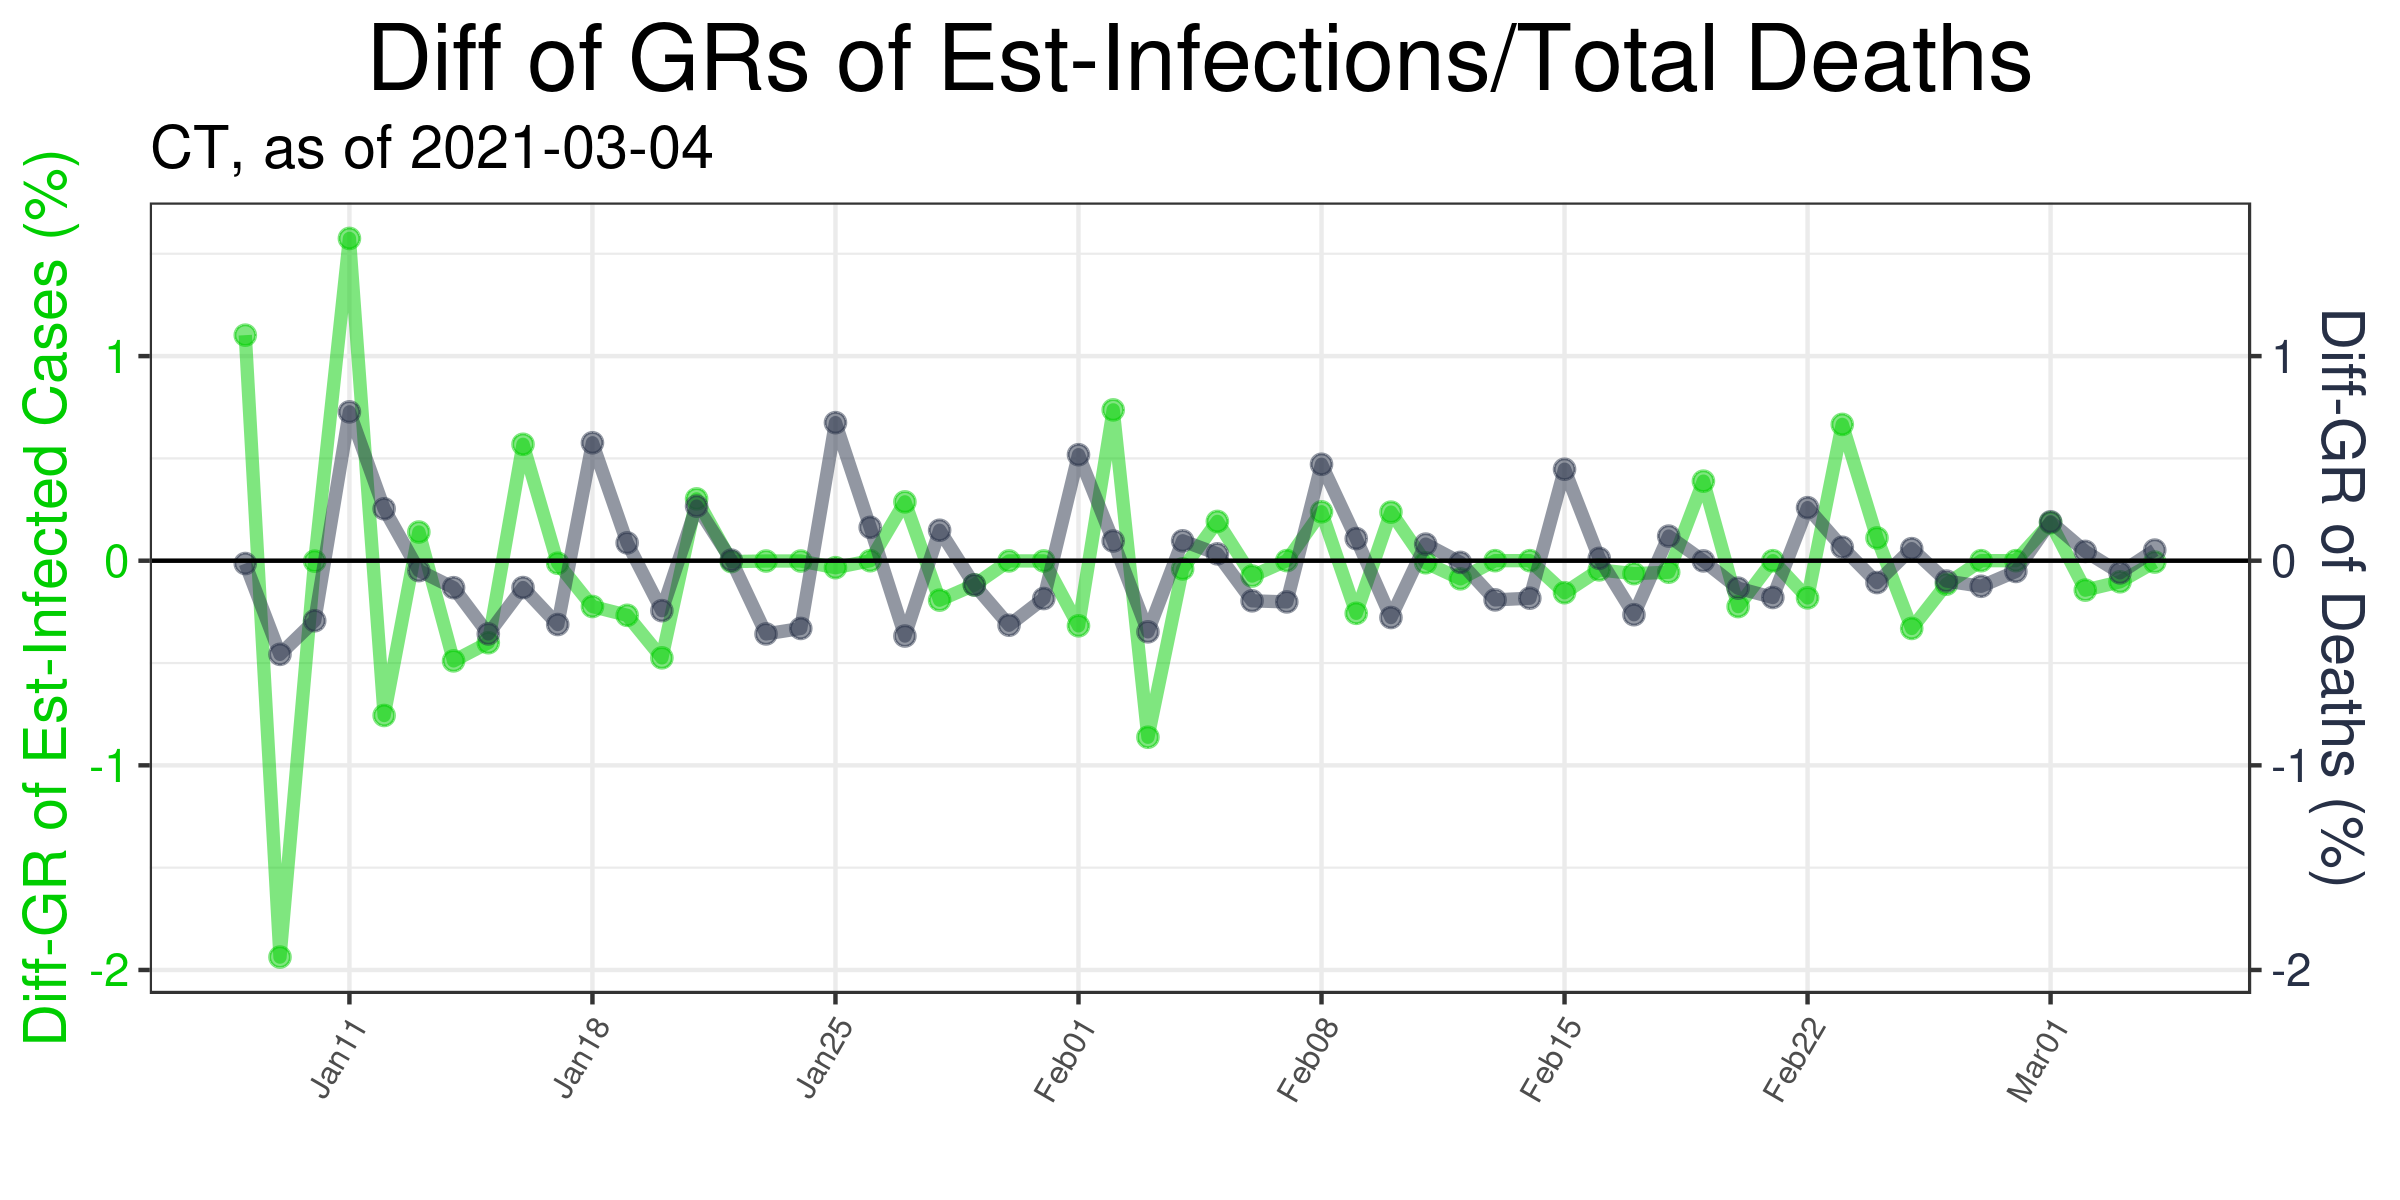 Diff of GRs of Est-Infections/Total Deaths
CT, as of 2021-03-04
Diff-GR of Est-Infected Cases (%)
1
0
-1
-2
1
0
-1
-2
Diff-GR of Deaths (%)
Jan11
Jan18
Jan25
Feb01
Feb08
Feb15
Feb22
Mar01